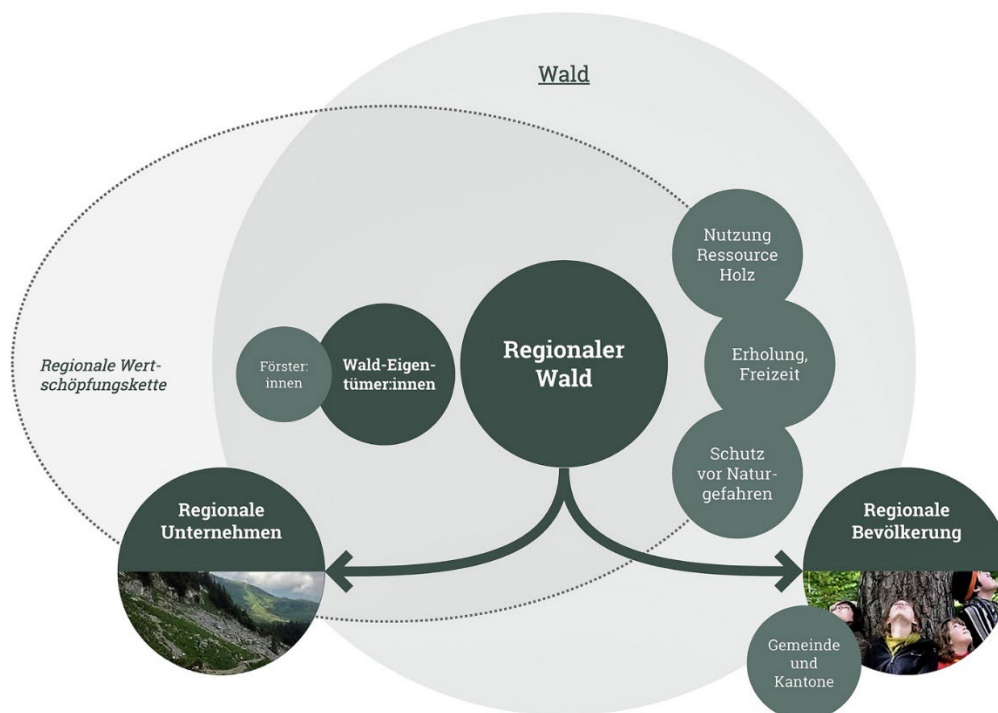 Wald
Nutzung
Ressource
Holz
Regionaler
Wald
Erholung,
Freizeit
Wald-Eigen-
tümer:innen
Förster:
innen
Regionale Wert-
schöpfungskette
Schutz
vor Natur-
gefahren
Regionale
Unternehmen
Regionale
Bevölkerung
Gemeinde
und
Kantone